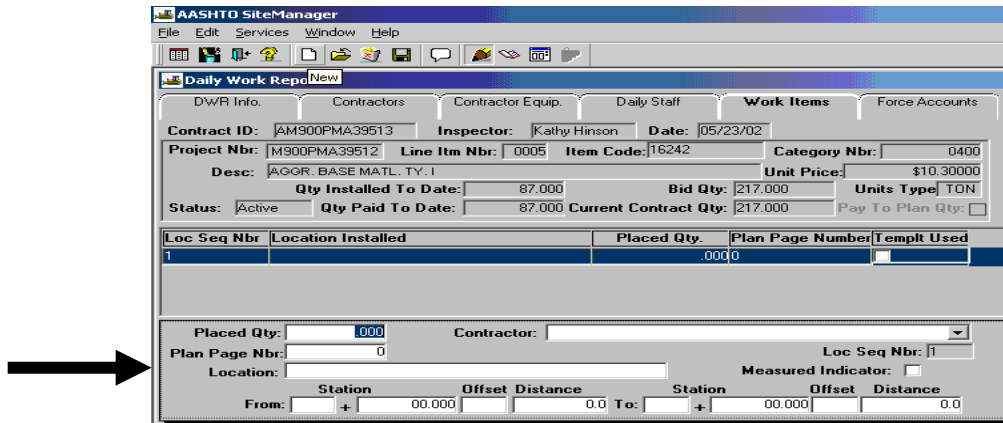 AASHTO SiteManager
File Edit Services Window Help
New
Daily Work Repo
DWR Info. Contractors Contractor Equip. Daily Staff Work Items Force Accounts
Contract ID: AM900PMA39513 Inspector: Kathy Hinson Date: 05/23/02
Project Nbr: M900PMA39512 Line Itm Nbr: 0005 Item Code: 16242 Category Nbr: 0400
Desc: AGGR. BASE MATL. TY. I Unit Price: $10.30000
Qty Installed To Date: 87.000 Bid Qty: 217.000 Units Type TON
Status: Active Qty Paid To Date: 87.000 Current Contract Qty: 217.000 Pay To Plan Qty:
Loc Seq Nbr Location Installed Placed Qty. Plan Page Number Templt Used
1 .000 0
Placed Qty: .000 Contractor:
Plan Page Nbr: 0 Loc Seq Nbr: 1
Location: Measured Indicator:
Station Offset Distance Station Offset Distance
From: + 00.000 0.0 To: + 00.000 0.0